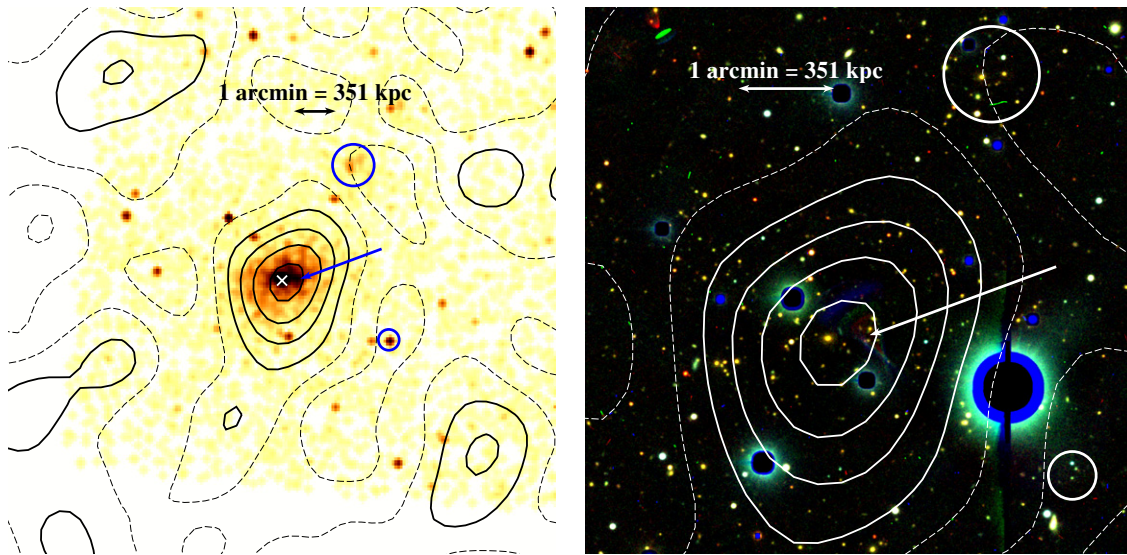 1 arcmin = 351 kpc
1 arcmin = 351 kpc